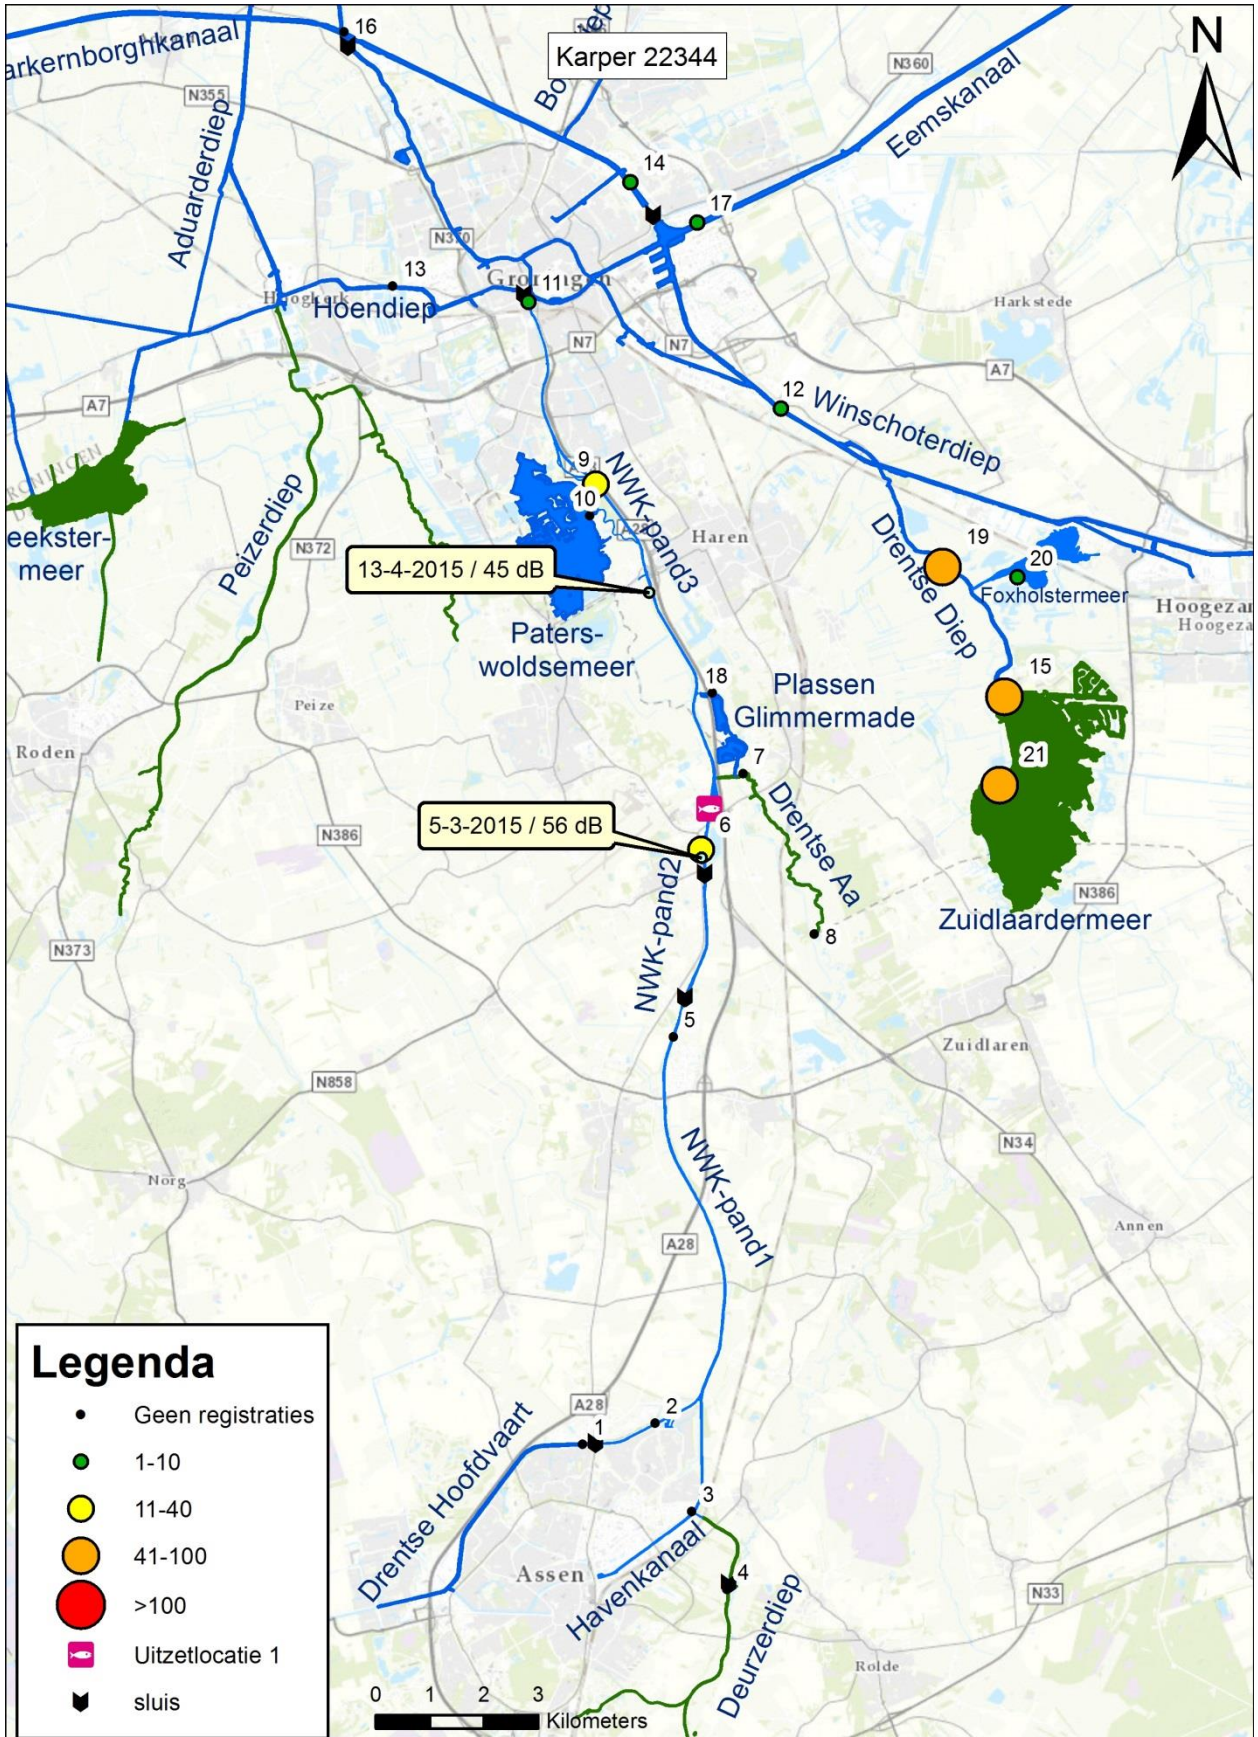 Karper 22344
N
16
arkernborghkanaal
N355
N360
Eemskanaal
Aduarderdiep
14
17
N370
Groningen
13
11
Hoogkerk
Hoendiep
Harkstede
N7
N7
A7
A7
12
Winschoterdiep
9
10
NWK-pand3
Haren
Peizerdiep
N372
eekster-
meer
13-4-2015 / 45 dB
Paters-
woldsemeer
Drentse Diep
19
20
Foxholstermeer
Hoogezan
Hoogeza
15
18
Plassen
Glimmermade
Peize
Roden
7
21
Drentse Aa
5-3-2015 / 56 dB
6
N386
NWK-pand2
N386
Zuidlaardermeer
8
N373
5
Zuidlaren
N858
NWK-pand1
N34
Norg
Annen
A28
Legenda
Geen registraties
1-10
11-40
41-100
>100
Uitzetlocatie 1
sluis
A28
2
1
Drentse Hoofdvaart
3
Assen
Havenkanaal
4
Deurzerdiep
N33
Rolde
0 1 2 3
Kilometers